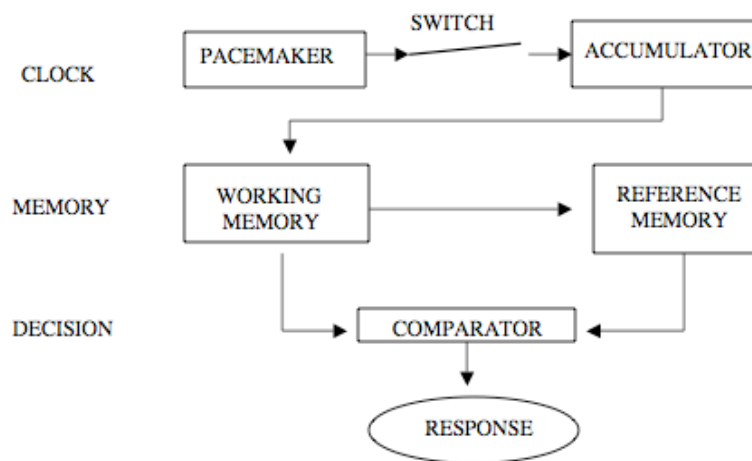 SWITCH
PACEMAKER
ACCUMULATOR
CLOCK
MEMORY
WORKING
MEMORY
REFERENCE
MEMORY
DECISION
COMPARATOR
RESPONSE